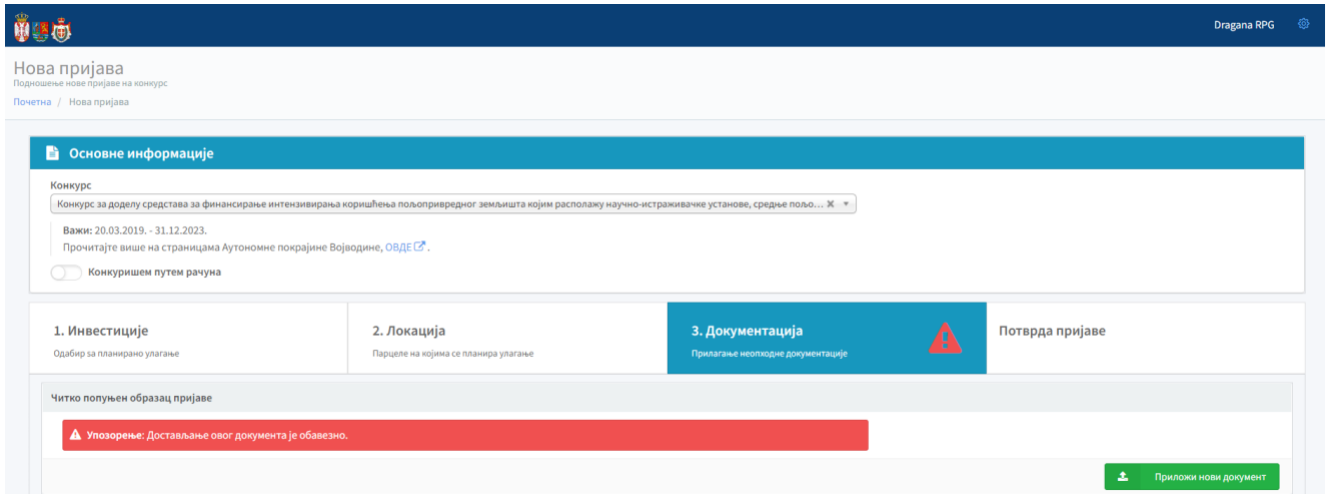 Dragana RPG
Нова пријава
Подношење нове пријаве на конкурс
Почетна / Нова пријава
Основне информације
Конкурс
Конкурс за доделу средстава за финансирање интензивирања коришћења пољопривредног земљишта којим располажу научно-истраживачке установе, средње пољо...
Важи: 20.03.2019. - 31.12.2023.
Прочитајте више на страницама Аутономне покрајине Војводине, ОВДЕ.
Конкуришем путем рачуна
1. Инвестиције
Одабир за планирано улагање
2. Локација
Парцеле на којима се планира улагање
3. Документација
Прилагање неопходне документације
Потврда пријаве
Читко попуњен образац пријаве
Упозорење: Достављање овог документа је обавезно.
Приложи нови документ